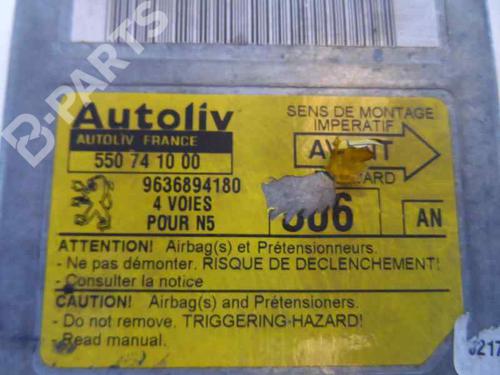 B-PARTS
Autoliv
AUTOLIV FRANCE
550 74 10 00
9636894180
4 VOIES
POUR N5
SENS DE MONTAGE
IMPERATIF
AN
ATTENTION! Airbag(s) et Prétensionneurs.
- Ne pas démonter. RISQUE DE DECLENCHEMENT!
- Consulter la notice
CAUTION! Airbag(s) and Pretensioners.
- Do not remove. TRIGGERING-HAZARD!
- Read manual.